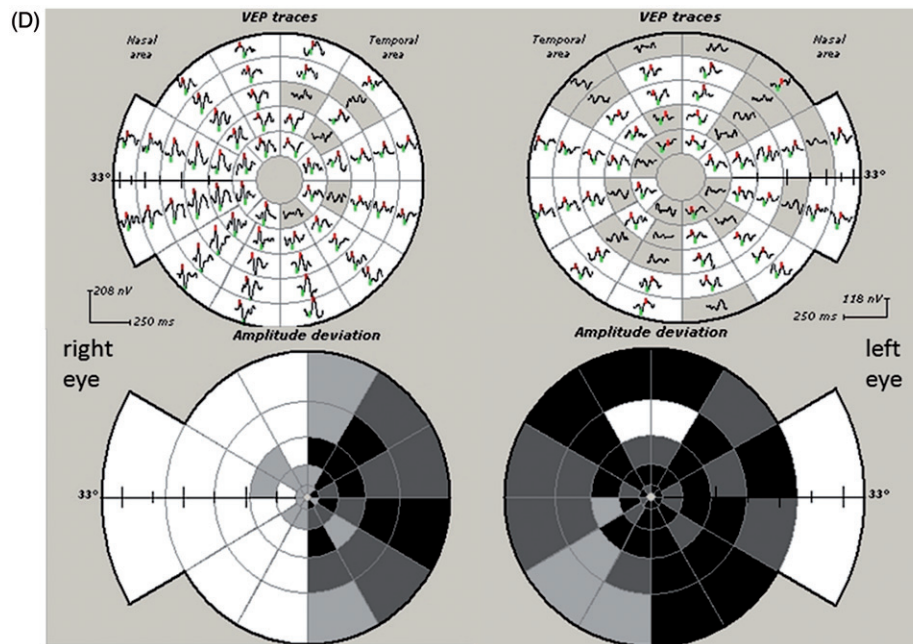 (D)
VEP traces
Nasal area
Temporal area
33°
208 nV
250 ms
VEP traces
Temporal area
Nasal area
33°
118 nV
250 ms
Amplitude deviation
right eye
33°
Amplitude deviation
left eye
33°